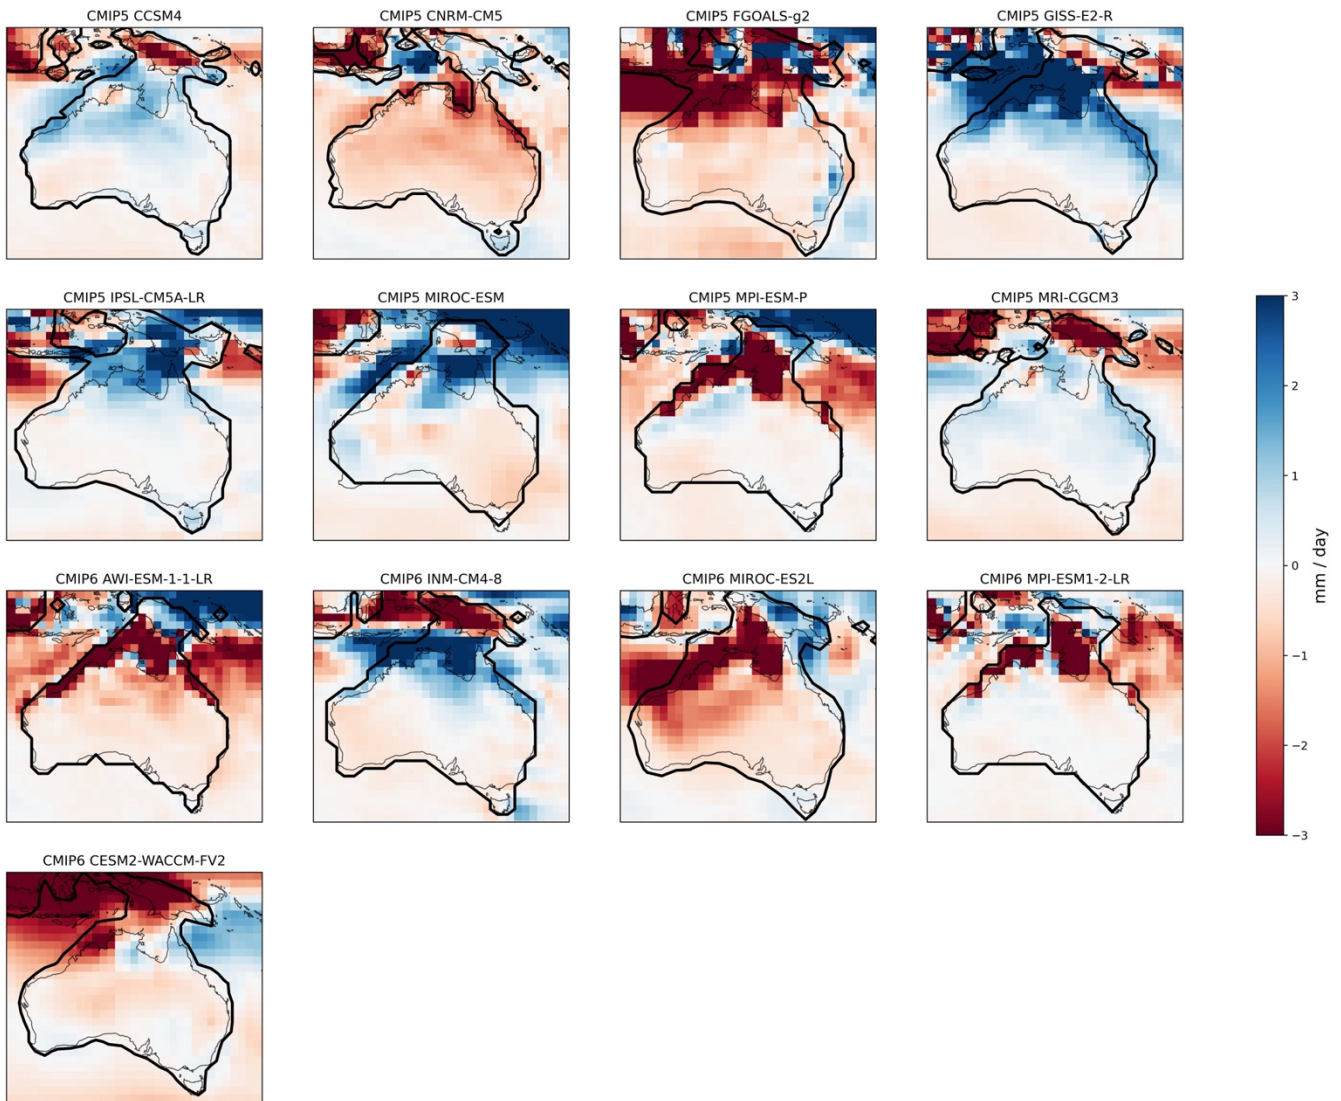 CMIP5 CCSM4
CMIP5 CNRM-CM5
CMIP5 FGOALS-g2
CMIP5 GISS-E2-R
CMIP5 IPSL-CM5A-LR
CMIP5 MIROC-ESM
CMIP5 MPI-ESM-P
CMIP5 MRI-CGCM3
CMIP6 AWI-ESM-1-1-LR
CMIP6 INM-CM4-8
CMIP6 MIROC-ES2L
CMIP6 MPI-ESM1-2-LR
CMIP6 CESM2-WACCM-FV2
3
2
1
0
−1
−2
−3
mm / day